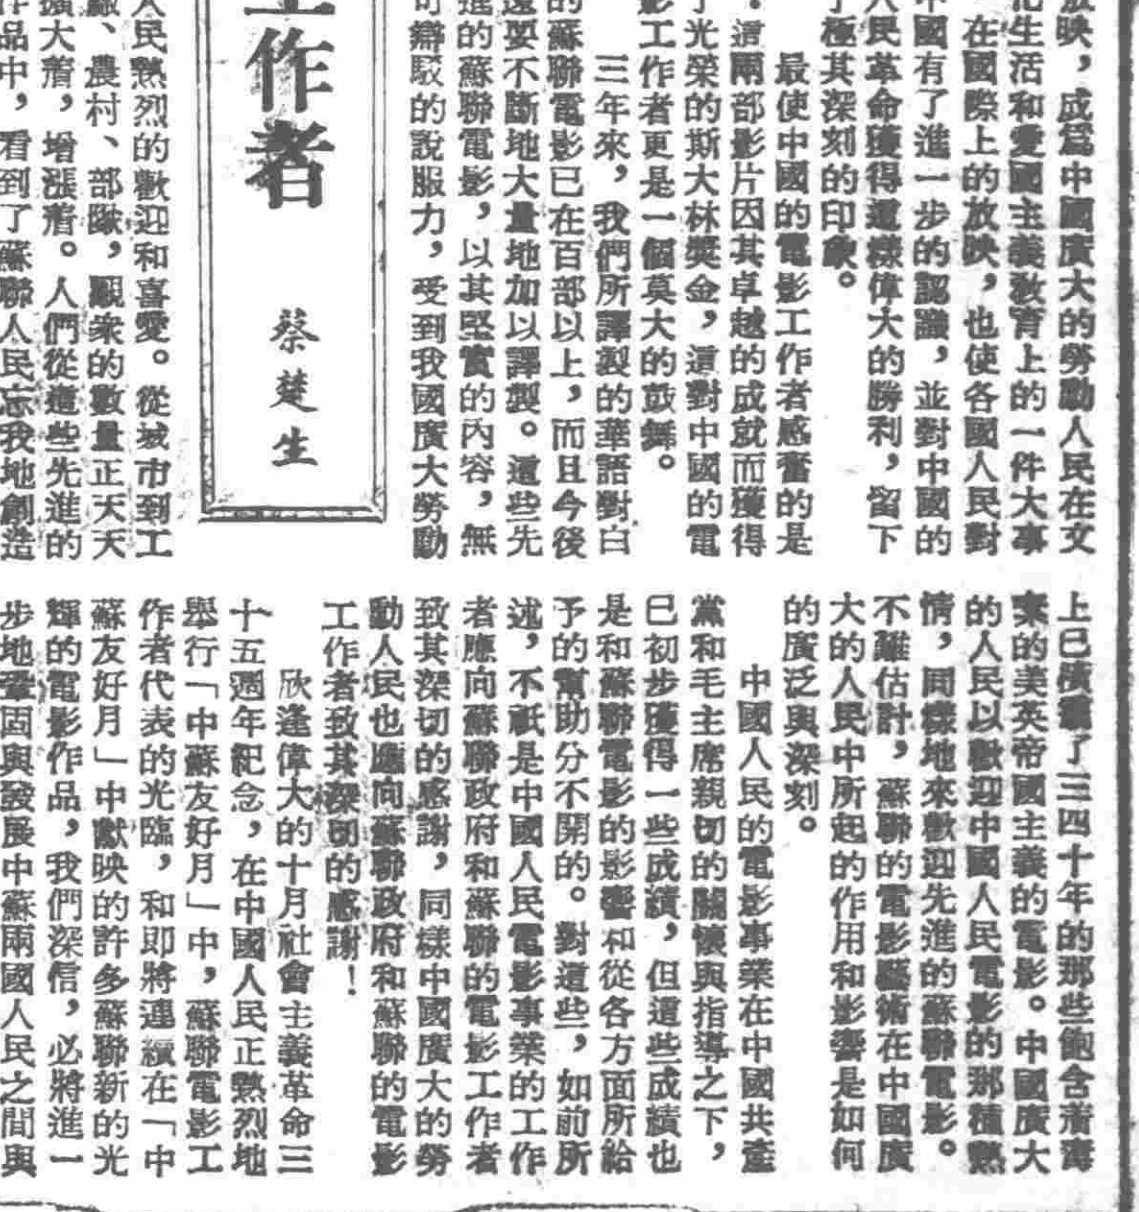 放映，成爲中國廣大的勞動人民在文
化生活和愛國主義敎育上的一件大事
在國際上的放映，也使各國人民對
中國有了進一步的認識，並對中國的
人民革命獲得這樣偉大的勝利，留下
了極其深刻的印象。
最使中國的電影工作者感奮的是
：這兩部影片因其卓越的成就而獲得
了光榮的斯大林獎金，這對中國的電
影工作者更是一個莫大的鼓舞。
三年來，我們所譯製的華語對白
的蘇聯電影已在百部以上，而且今後
還要不斷地大量地加以譯製。這些先
進的蘇聯電影，以其堅實的內容，無
可辯駁的說服力，受到我國廣大勞動
工作者
蔡楚生
人民熱烈的歡迎和喜愛。從城市到工
廠、農村、部隊，觀衆的數量正天天
擴大着，增漲着。人們從這些先進的
作品中，看到了蘇聯人民忘我地創造
上已橫霸了三四十年的那些飽含着毒
素的美英帝國主義的電影。中國廣大
的人民以歡迎中國人民電影的那種熱
情，同樣地來歡迎先進的蘇聯電影。
不難估計，蘇聯的電影藝術在中國廣
大的人民中所起的作用和影響是如何
的廣泛與深刻。
中國人民的電影事業在中國共產
黨和毛主席親切的關懷與指導之下，
已初步獲得一些成績，但這些成績也
是和蘇聯電影的影響和從各方面所給
予的幫助分不開的。對這些，如前所
述，不祇是中國人民電影事業的工作
者應向蘇聯政府和蘇聯的電影工作者
致其深切的感謝，同樣中國廣大的勞
動人民也應向蘇聯政府和蘇聯的電影
工作者致其深切的感謝！
欣逢偉大的十月社會主義革命三
十五週年紀念，在中國人民正熱烈地
舉行「中蘇友好月」中，蘇聯電影工
作者代表的光臨，和即將連續在「中
蘇友好月」中獻映的許多蘇聯新的光
輝的電影作品，我們深信，必將進一
步地鞏固與發展中蘇兩國人民之間與